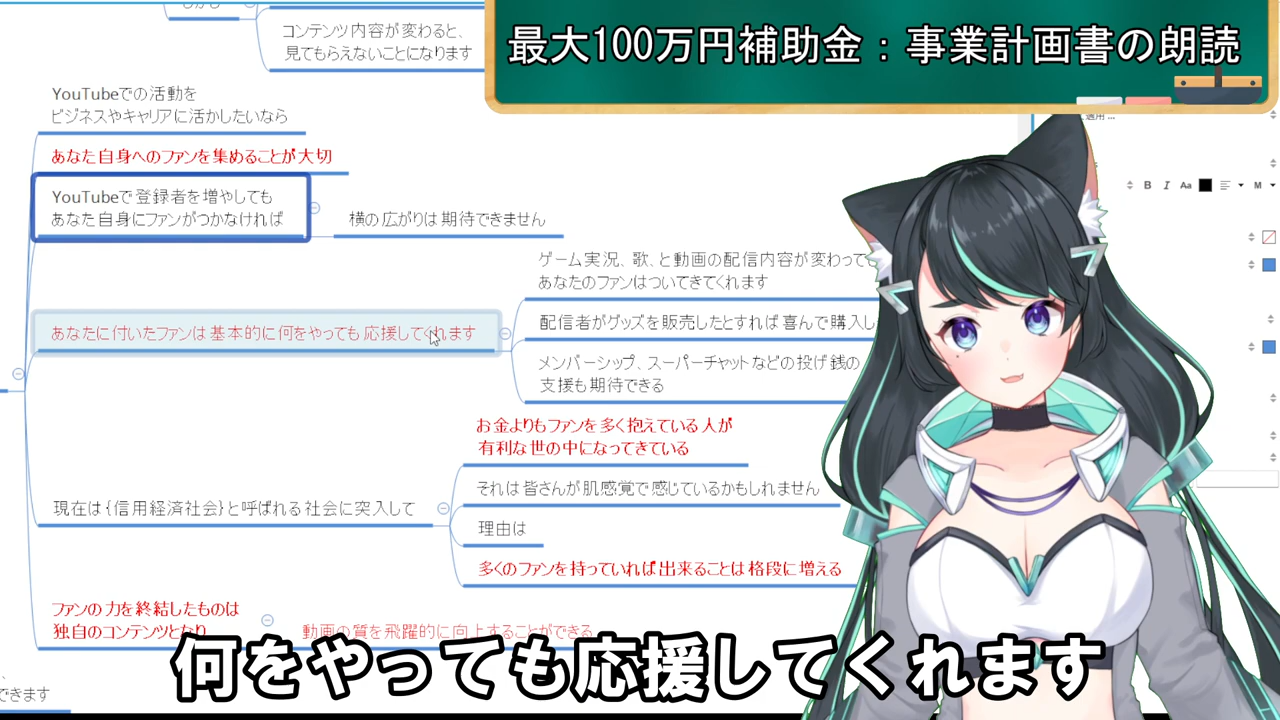 コンテンツ内容が変わると、
見てもらえないことになります
最大100万円補助金：事業計画書の朗読
YouTubeでの活動を
ビジネスやキャリアに活かしたいなら
あなた自身へのファンを集めることが大切
YouTubeで登録者を増やしても
あなた自身にファンがつかなければ
横の広がりは期待できません
ゲーム実況、歌、と動画の配信内容が変わっても
あなたのファンはついてきてくれます
あなたに付いたファンは基本的に何をやっても応援してくれます
配信者がグッズを販売したとすれば喜んで購入し
メンバーシップ、スーパーチャットなどの投げ銭の
支援も期待できる
お金よりもファンを多く抱えている人が
有利な世の中になってきている
現在は{信用経済社会}と呼ばれる社会に突入して
それは皆さんが肌感覚で感じているかもしれません
理由は
多くのファンを持っていれば出来ることは格段に増える
ファンの力を終結したものは
独自のコンテンツとなり
動画の質を飛躍的に向上することができる
できます
何をやっても応援してくれます
B I Aa M